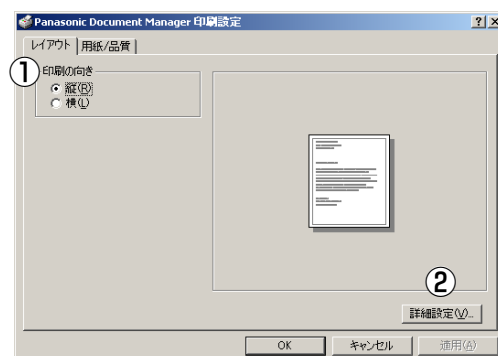 Panasonic Document Manager 印刷設定
レイアウト 用紙/品質
①
印刷の向き
縦(R)
横(L)
②
詳細設定(V)...
OK キャンセル 適用(A)